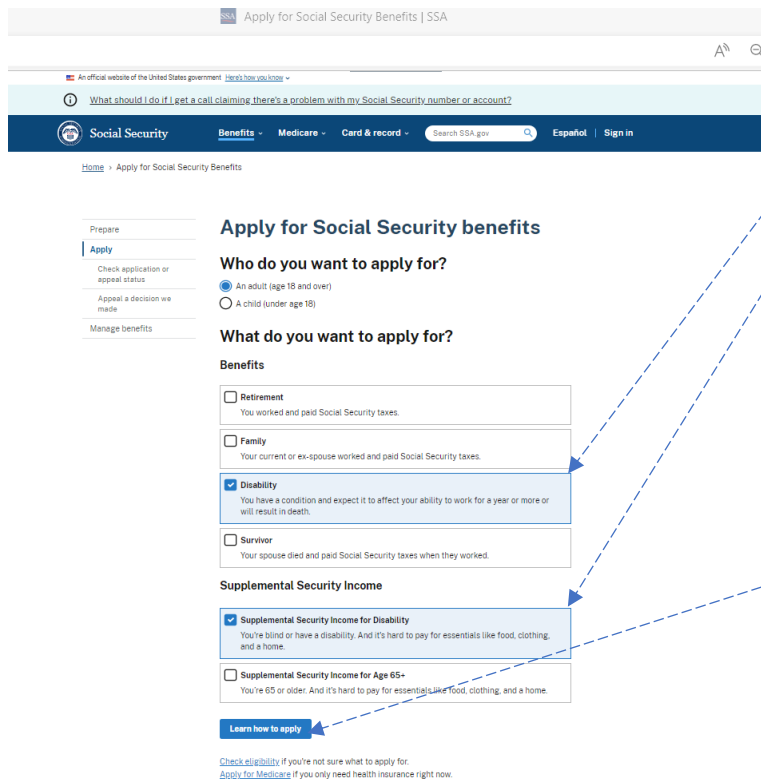 SSA Apply for Social Security Benefits | SSA
A
An official website of the United States government Here's how you know
What should I do if I get a call claiming there's a problem with my Social Security number or account?
Social Security Benefits Medicare Card & record Search SSA.gov Español | Sign in
Home › Apply for Social Security Benefits
Prepare
Apply
Check application or
appeal status
Appeal a decision we
made
Manage benefits
Apply for Social Security benefits
Who do you want to apply for?
An adult (age 18 and over)
A child (under age 18)
What do you want to apply for?
Benefits
Retirement
You worked and paid Social Security taxes.
Family
Your current or ex-spouse worked and paid Social Security taxes.
Disability
You have a condition and expect it to affect your ability to work for a year or more or
will result in death.
Survivor
Your spouse died and paid Social Security taxes when they worked.
Supplemental Security Income
Supplemental Security Income for Disability
You're blind or have a disability. And it's hard to pay for essentials like food, clothing,
and a home.
Supplemental Security Income for Age 65+
You're 65 or older. And it's hard to pay for essentials like food, clothing, and a home.
Learn how to apply
Check eligibility if you're not sure what to apply for.
Apply for Medicare if you only need health insurance right now.